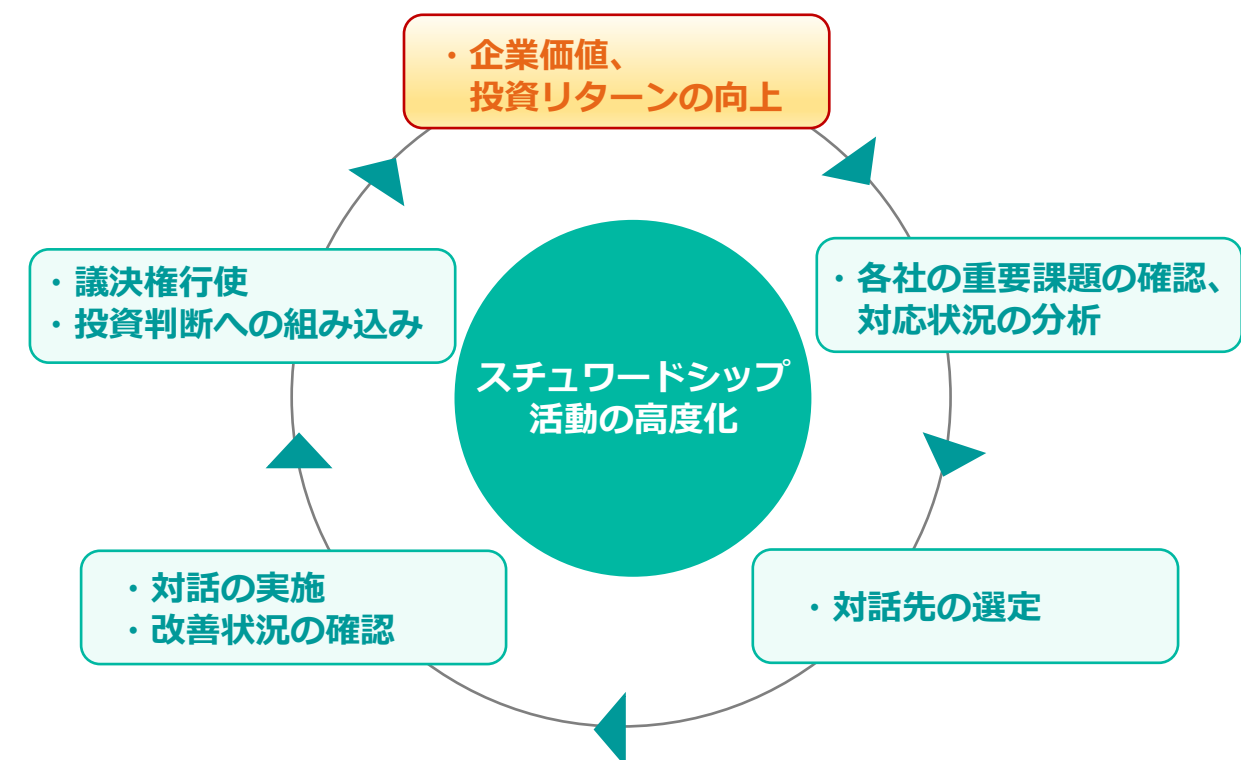 ・企業価値、
投資リターンの向上
・各社の重要課題の確認、
対応状況の分析
・対話先の選定
・対話の実施
・改善状況の確認
・議決権行使
・投資判断への組み込み
スチュワードシップ
活動の高度化